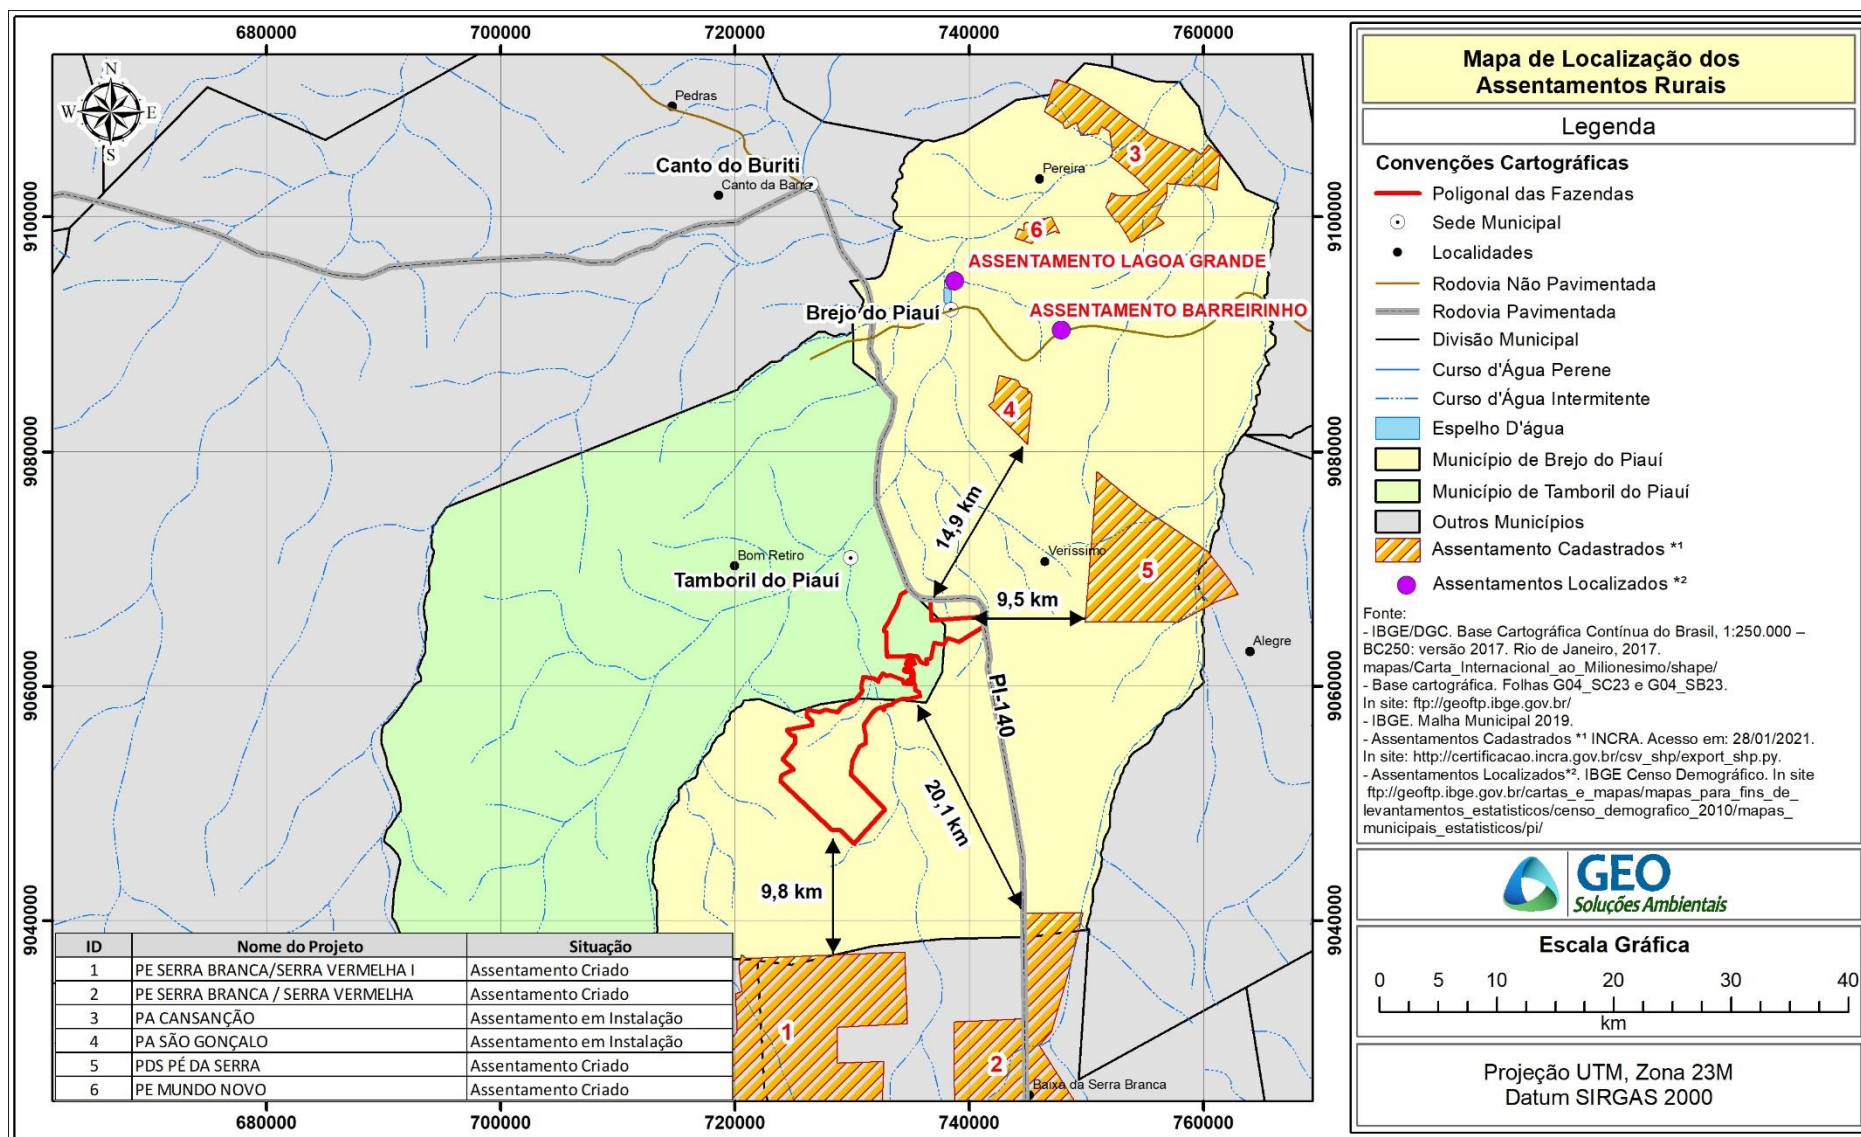 680000
700000
720000
740000
760000
N
W
E
S
Pedras
Canto do Buriti
Canto da Barra
Pereira
3
9100000
9100000
6
ASSENTAMENTO LAGOA GRANDE
Brejo do Piauí
ASSENTAMENTO BARREIRINHO
4
9080000
9080000
14,9 km
Bom Retiro
Veríssimo
5
Tamboril do Piauí
9,5 km
Alegre
9060000
9060000
PI-140
20,1 km
9,8 km
9040000
9040000
1
2
Baixa da Serra Branca
ID Nome do Projeto Situação
1 PE SERRA BRANCA/SERRA VERMELHA I Assentamento Criado
2 PE SERRA BRANCA / SERRA VERMELHA Assentamento Criado
3 PA CANSANÇÃO Assentamento em Instalação
4 PA SÃO GONÇALO Assentamento em Instalação
5 PDS PÉ DA SERRA Assentamento Criado
6 PE MUNDO NOVO Assentamento Criado
680000
700000
720000
740000
760000
Mapa de Localização dos
Assentamentos Rurais
Legenda
Convenções Cartográficas
Poligonal das Fazendas
Sede Municipal
Localidades
Rodovia Não Pavimentada
Rodovia Pavimentada
Divisão Municipal
Curso d'Água Perene
Curso d'Água Intermitente
Espelho D'água
Município de Brejo do Piauí
Município de Tamboril do Piauí
Outros Municípios
Assentamento Cadastrados *¹
Assentamentos Localizados *²
Fonte:
- IBGE/DGC. Base Cartográfica Contínua do Brasil, 1:250.000 –
BC250: versão 2017. Rio de Janeiro, 2017.
mapas/Carta_Internacional_ao_Milionesimo/shape/
- Base cartográfica. Folhas G04_SC23 e G04_SB23.
In site: ftp://geoftp.ibge.gov.br/
- IBGE. Malha Municipal 2019.
- Assentamentos Cadastrados *¹ INCRA. Acesso em: 28/01/2021.
In site: http://certificacao.incra.gov.br/csv_shp/export_shp.py.
- Assentamentos Localizados*². IBGE Censo Demográfico. In site
ftp://geoftp.ibge.gov.br/cartas_e_mapas/mapas_para_fins_de_
levantamentos_estatisticos/censo_demografico_2010/mapas_
municipais_estatisticos/pi/
GEO
Soluções Ambientais
Escala Gráfica
0 5 10 20 30 40
km
Projeção UTM, Zona 23M
Datum SIRGAS 2000